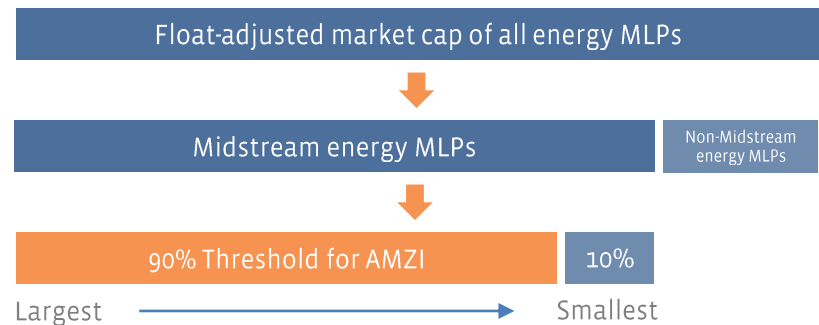 Float-adjusted market cap of all energy MLPs
Midstream energy MLPs
Non-Midstream
energy MLPs
90% Threshold for AMZI
10%
Largest
Smallest